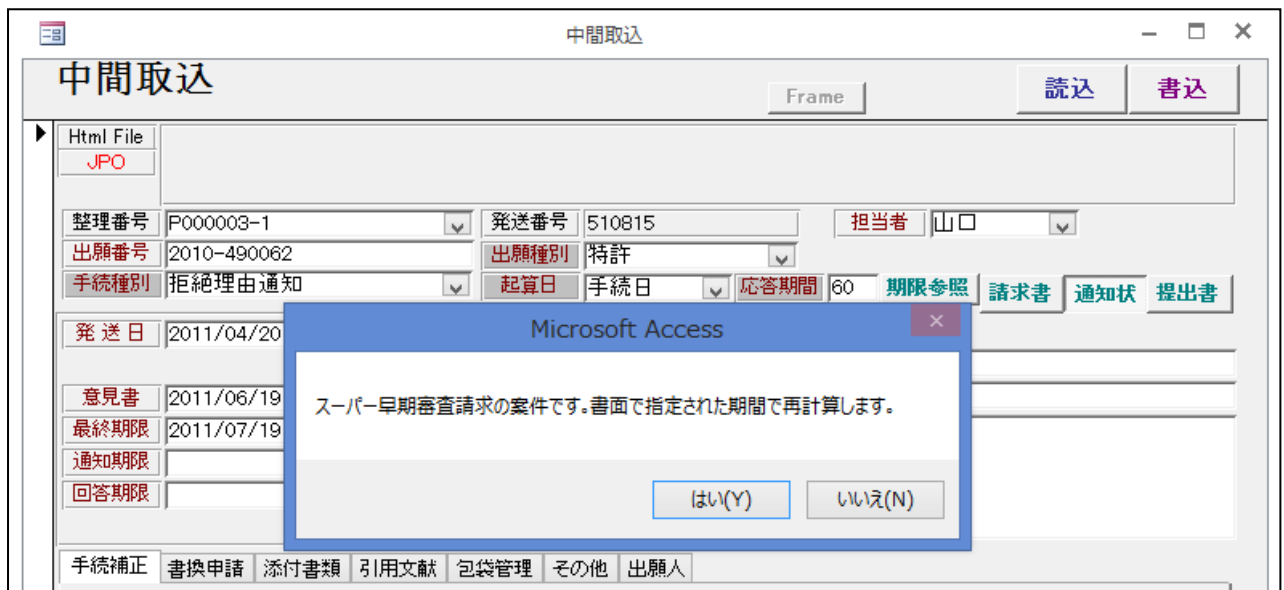 中間取込
中間取込
Frame
読込
書込
Html File
JPO
整理番号 P000003-1 発送番号 510815 担当者 山口
出願番号 2010-490062 出願種別 特許
手続種別 拒絶理由通知 起算日 手続日 応答期間 60 期限参照 請求書 通知状 提出書
発送日 2011/04/20
意見書 2011/06/19
最終期限 2011/07/19
通知期限
回答期限
Microsoft Access
スーパー早期審査請求の案件です。書面で指定された期間で再計算します。
はい(Y) いいえ(N)
手続補正 書換申請 添付書類 引用文献 包袋管理 その他 出願人